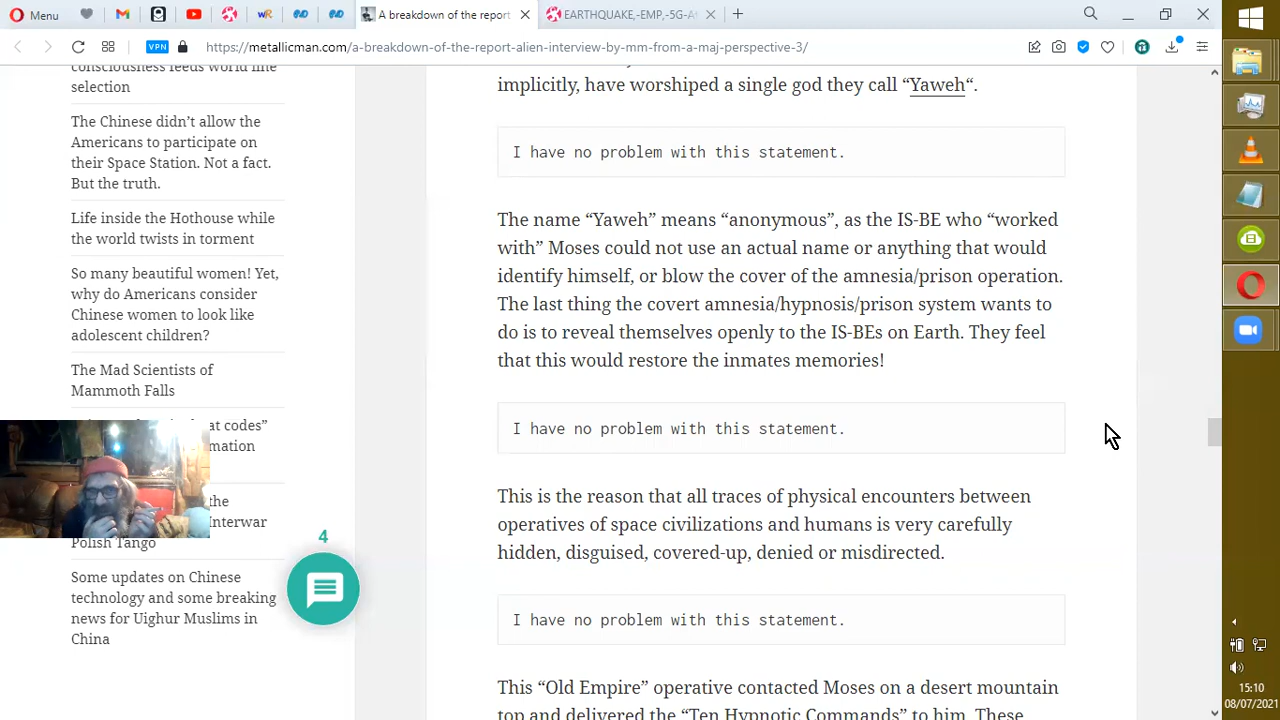 Menu
A breakdown of the report
EARTHQUAKE,-EMP,-5G-A
VPN
https://metallicman.com/a-breakdown-of-the-report-alien-interview-by-mm-from-a-maj-perspective-3/
consciousness feeds world line
selection
The Chinese didn’t allow the
Americans to participate on
their Space Station. Not a fact.
But the truth.
Life inside the Hothouse while
the world twists in torment
So many beautiful women! Yet,
why do Americans consider
Chinese women to look like
adolescent children?
The Mad Scientists of
Mammoth Falls
at codes”
mation
the
Interwar
Polish Tango
Some updates on Chinese
technology and some breaking
news for Uighur Muslims in
China
4
implicitly, have worshiped a single god they call “Yaweh“.
I have no problem with this statement.
The name “Yaweh” means “anonymous”, as the IS-BE who “worked
with” Moses could not use an actual name or anything that would
identify himself, or blow the cover of the amnesia/prison operation.
The last thing the covert amnesia/hypnosis/prison system wants to
do is to reveal themselves openly to the IS-BEs on Earth. They feel
that this would restore the inmates memories!
I have no problem with this statement.
This is the reason that all traces of physical encounters between
operatives of space civilizations and humans is very carefully
hidden, disguised, covered-up, denied or misdirected.
I have no problem with this statement.
This “Old Empire” operative contacted Moses on a desert mountain
top and delivered the “Ten Hypnotic Commands” to him. These
15:10
08/07/2021